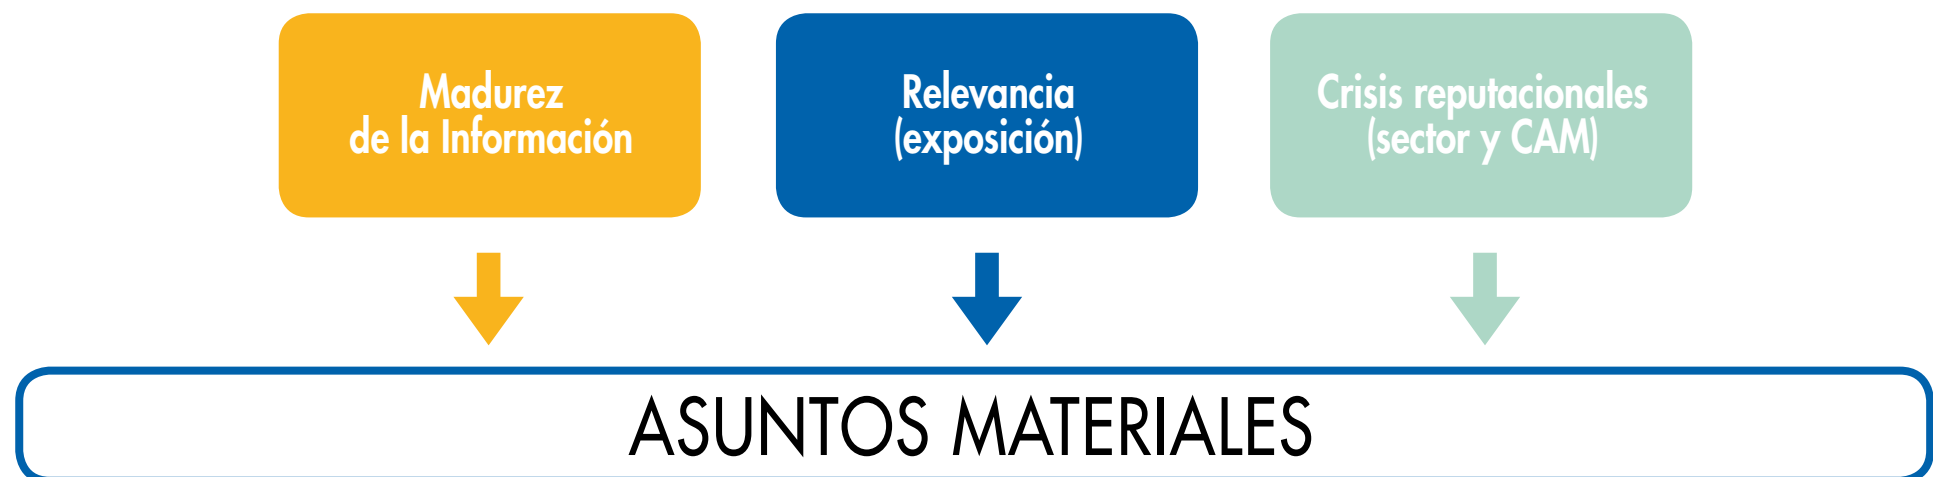 Madurez
de la Información
Relevancia
(exposición)
Crisis reputacionales
(sector y CAM)
ASUNTOS MATERIALES